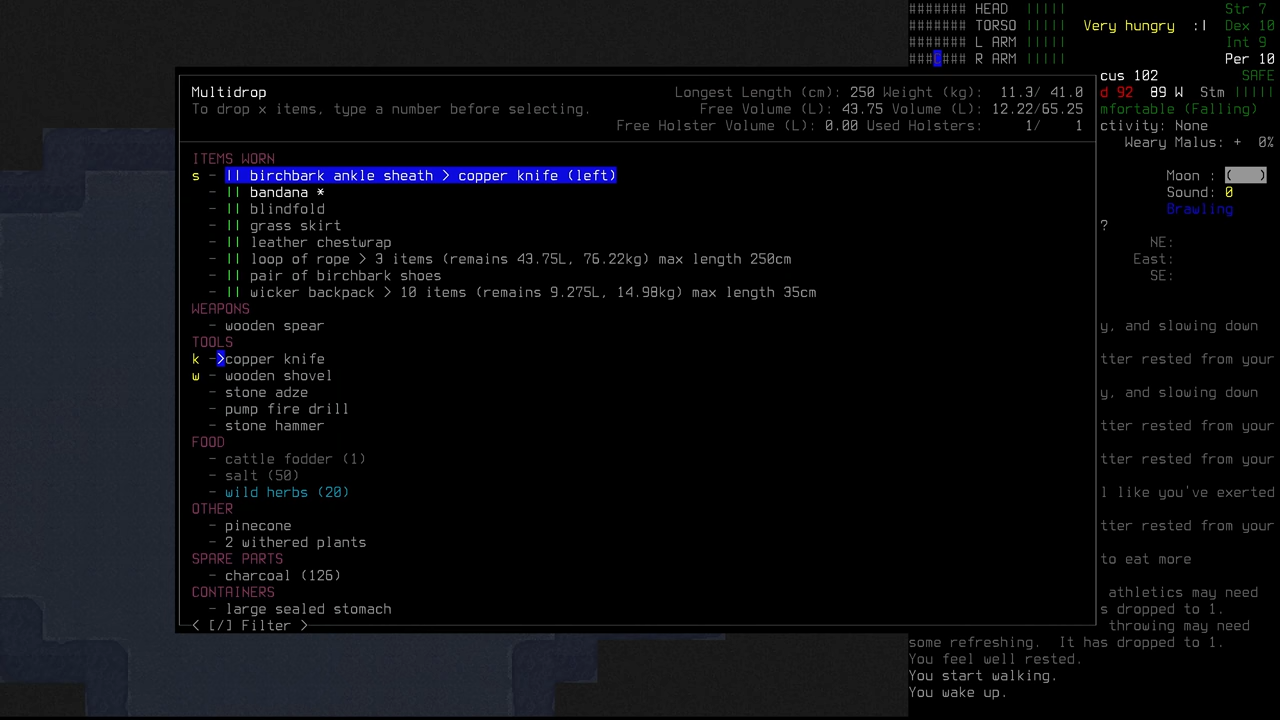 ####### HEAD ||||| Str 7
####### TORSO ||||| Very hungry :| Dex 10
####### L ARM ||||| Int 9
###C### R ARM ||||| Per 10
cus 102 SAFE
d 92 89 W Stm |||||
mfortable (Falling)
ctivity: None
Weary Malus: + 0%
Moon : ( )
Sound: 0
Brawling
?
NE:
East:
SE:
Multidrop
Longest Length (cm): 250 Weight (kg): 11.3/ 41.0
To drop x items, type a number before selecting.
Free Volume (L): 43.75 Volume (L): 12.22/65.25
Free Holster Volume (L): 0.00 Used Holsters: 1/ 1
ITEMS WORN
s - || birchbark ankle sheath > copper knife (left)
- || bandana *
- || blindfold
- || grass skirt
- || leather chestwrap
- || loop of rope > 3 items (remains 43.75L, 76.22kg) max length 250cm
- || pair of birchbark shoes
- || wicker backpack > 10 items (remains 9.275L, 14.98kg) max length 35cm
WEAPONS
- wooden spear
TOOLS
k ->copper knife
w - wooden shovel
- stone adze
- pump fire drill
- stone hammer
FOOD
- cattle fodder (1)
- salt (50)
- wild herbs (20)
OTHER
- pinecone
- 2 withered plants
SPARE PARTS
- charcoal (126)
CONTAINERS
- large sealed stomach
< [/] Filter >
y, and slowing down
tter rested from your
y, and slowing down
tter rested from your
tter rested from your
l like you've exerted
tter rested from your
to eat more
athletics may need
s dropped to 1.
throwing may need
some refreshing. It has dropped to 1.
You feel well rested.
You start walking.
You wake up.